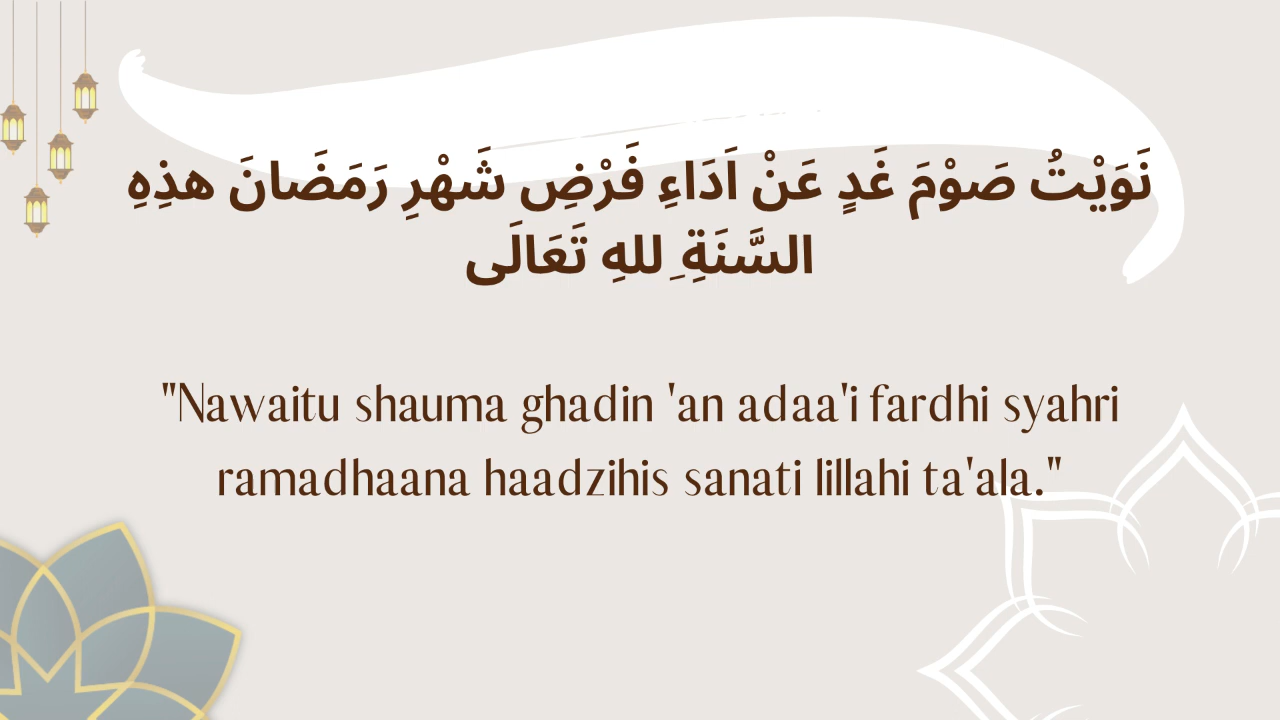 نَوَيْتُ صَوْمَ غَدٍ عَنْ اَدَاءِ فَرْضِ شَهْرِ رَمَضَانَ هذِهِ
السَّنَةِ ِللهِ تَعَالَى
"Nawaitu shauma ghadin 'an adaa'i fardhi syahri
ramadhaana haadzihis sanati lillahi ta'ala."